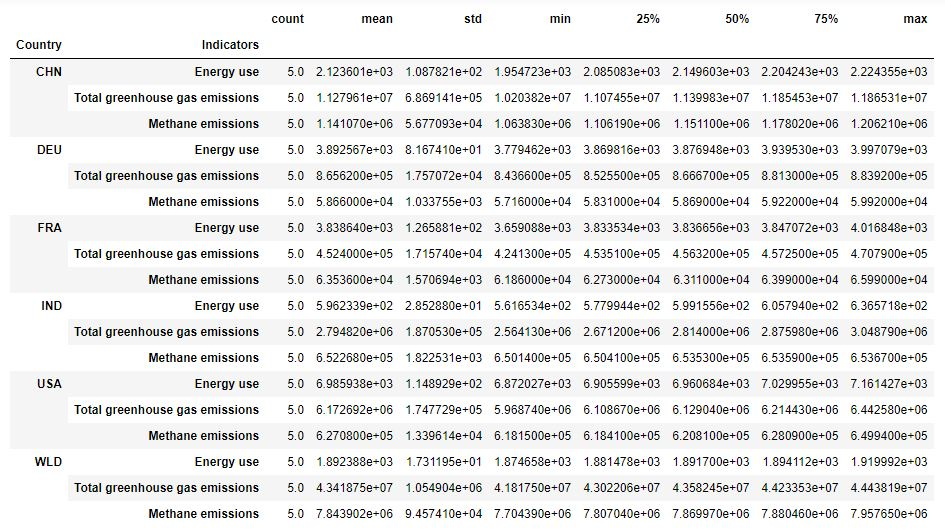 count mean std min 25% 50% 75% max
Country Indicators
CHN Energy use 5.0 2.123601e+03 1.087821e+02 1.954723e+03 2.085083e+03 2.149603e+03 2.204243e+03 2.224355e+03
Total greenhouse gas emissions 5.0 1.127961e+07 6.869141e+05 1.020382e+07 1.107455e+07 1.139983e+07 1.185453e+07 1.186531e+07
Methane emissions 5.0 1.141070e+06 5.677093e+04 1.063830e+06 1.106190e+06 1.151100e+06 1.178020e+06 1.206210e+06
DEU Energy use 5.0 3.892567e+03 8.167410e+01 3.779462e+03 3.869816e+03 3.876948e+03 3.939530e+03 3.997079e+03
Total greenhouse gas emissions 5.0 8.656200e+05 1.757072e+04 8.436600e+05 8.525500e+05 8.666700e+05 8.813000e+05 8.839200e+05
Methane emissions 5.0 5.866000e+04 1.033755e+03 5.716000e+04 5.831000e+04 5.869000e+04 5.922000e+04 5.992000e+04
FRA Energy use 5.0 3.838640e+03 1.265881e+02 3.659088e+03 3.833534e+03 3.836656e+03 3.847072e+03 4.016848e+03
Total greenhouse gas emissions 5.0 4.524000e+05 1.715740e+04 4.241300e+05 4.535100e+05 4.563200e+05 4.572500e+05 4.707900e+05
Methane emissions 5.0 6.353600e+04 1.570694e+03 6.186000e+04 6.273000e+04 6.311000e+04 6.399000e+04 6.599000e+04
IND Energy use 5.0 5.962339e+02 2.852880e+01 5.616534e+02 5.779944e+02 5.991556e+02 6.057940e+02 6.365718e+02
Total greenhouse gas emissions 5.0 2.794820e+06 1.870530e+05 2.564130e+06 2.671200e+06 2.814000e+06 2.875980e+06 3.048790e+06
Methane emissions 5.0 6.522680e+05 1.822531e+03 6.501400e+05 6.504100e+05 6.535300e+05 6.535900e+05 6.536700e+05
USA Energy use 5.0 6.985938e+03 1.148929e+02 6.872027e+03 6.905599e+03 6.960684e+03 7.029955e+03 7.161427e+03
Total greenhouse gas emissions 5.0 6.172692e+06 1.747729e+05 5.968740e+06 6.108670e+06 6.129040e+06 6.214430e+06 6.442580e+06
Methane emissions 5.0 6.270800e+05 1.339614e+04 6.181500e+05 6.184100e+05 6.208100e+05 6.280900e+05 6.499400e+05
WLD Energy use 5.0 1.892388e+03 1.731195e+01 1.874658e+03 1.881478e+03 1.891700e+03 1.894112e+03 1.919992e+03
Total greenhouse gas emissions 5.0 4.341875e+07 1.054904e+06 4.181750e+07 4.302206e+07 4.358245e+07 4.423357e+07 4.443819e+07
Methane emissions 5.0 7.843902e+06 9.457410e+04 7.704390e+06 7.807040e+06 7.869970e+06 7.880460e+06 7.957650e+06